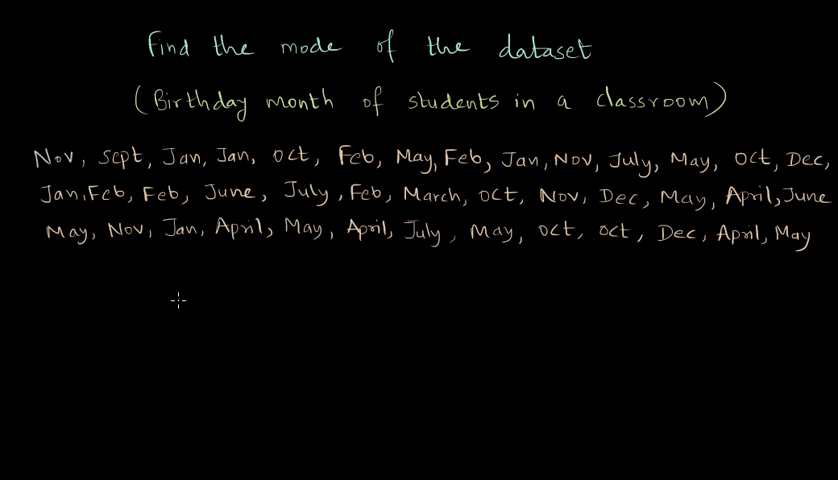 Find the mode of the dataset
(Birthday month of students in a classroom)
Nov, Sept, Jan, Jan, Oct, Feb, May, Feb, Jan, Nov, July, May, Oct, Dec,
Jan, Feb, Feb, June, July, Feb, March, Oct, Nov, Dec, May, April, June
May, Nov, Jan, April, May, April, July, May, Oct, Oct, Dec, April, May